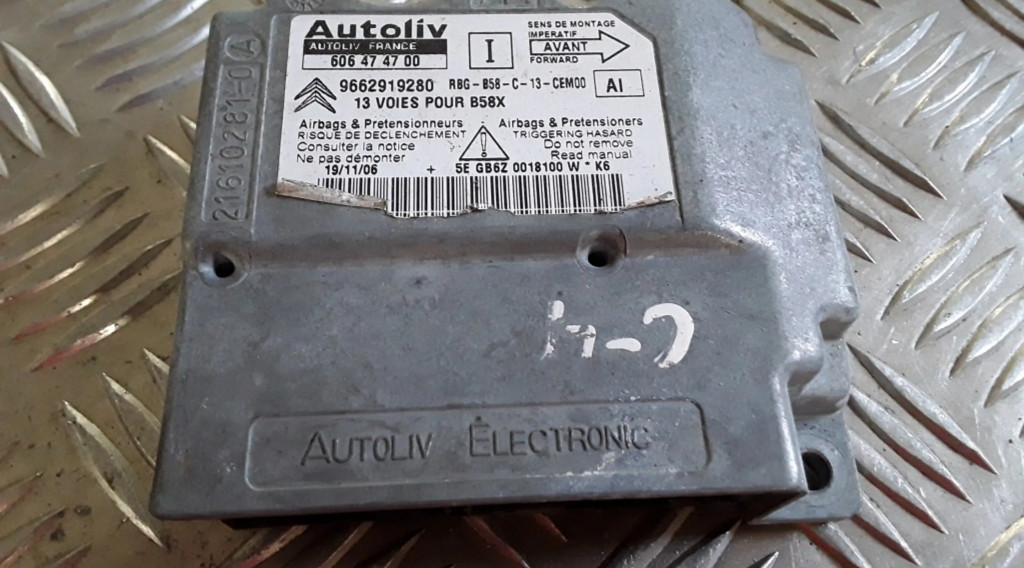 Autoliv
AUTOLIV FRANCE
606 47 47 00
I
SENS DE MONTAGE
IMPERATIF
AVANT
FORWARD
9662919280 RBG-B58-C-13-CEM00 AI
13 VOIES POUR B58X
Airbags & Pretensionneurs
RISQUE DE DECLENCHEMENT
Consulter la notice
Ne pas démonter
Airbags & Pretensioners
TRIGGERING HASARD
Do not remove
Read manual
19/11/06 + 5E GB6Z 0018100 W * K6
21610281-0 A
C-4
AUTOLIV ÉLECTRONIC